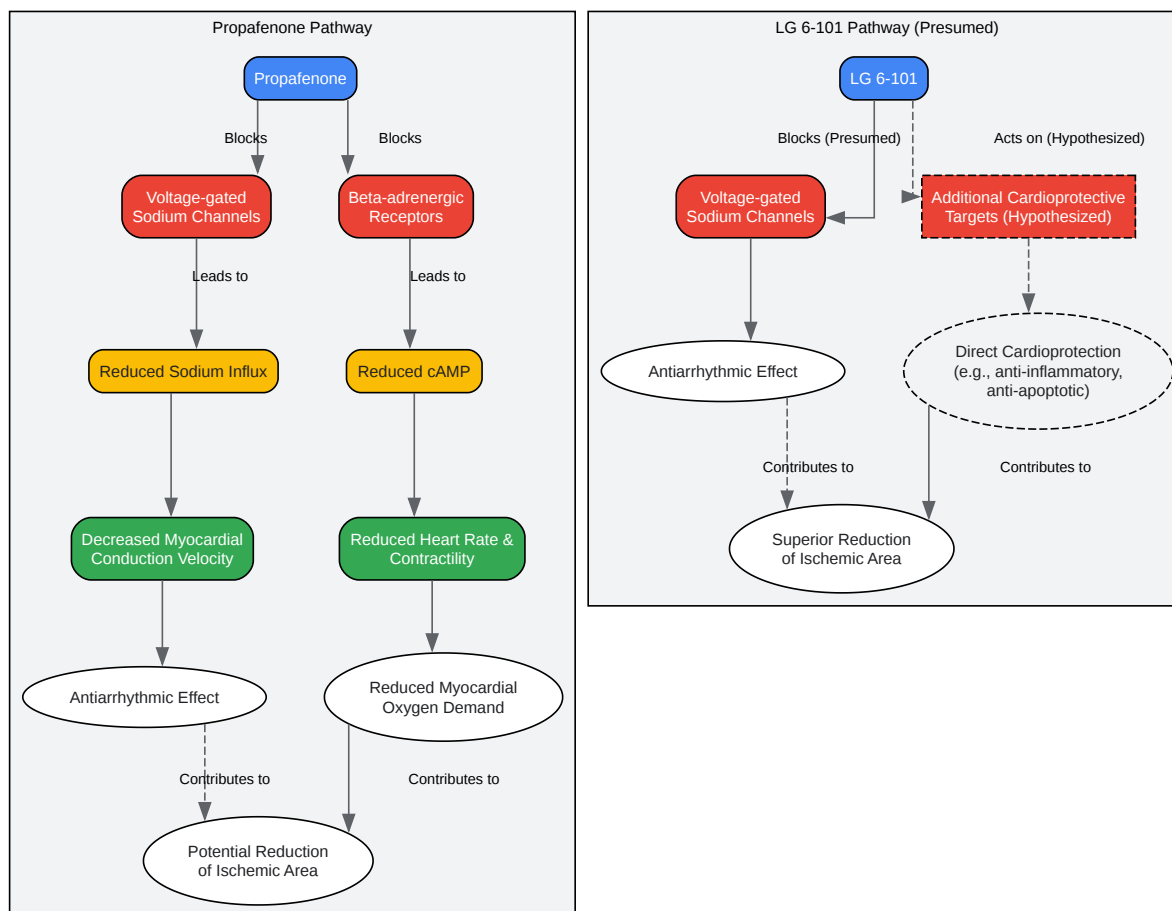 Propafenone Pathway
Propafenone
Blocks
Blocks
Voltage-gated
Sodium Channels
Beta-adrenergic
Receptors
Leads to
Leads to
Reduced Sodium Influx
Reduced cAMP
Decreased Myocardial
Conduction Velocity
Reduced Heart Rate &
Contractility
Antiarrhythmic Effect
Reduced Myocardial
Oxygen Demand
Contributes to
Contributes to
Potential Reduction
of Ischemic Area
LG 6-101 Pathway (Presumed)
LG 6-101
Blocks (Presumed)
Acts on (Hypothesized)
Voltage-gated
Sodium Channels
Additional Cardioprotective
Targets (Hypothesized)
Antiarrhythmic Effect
Direct Cardioprotection
(e.g., anti-inflammatory,
anti-apoptotic)
Contributes to
Contributes to
Superior Reduction
of Ischemic Area